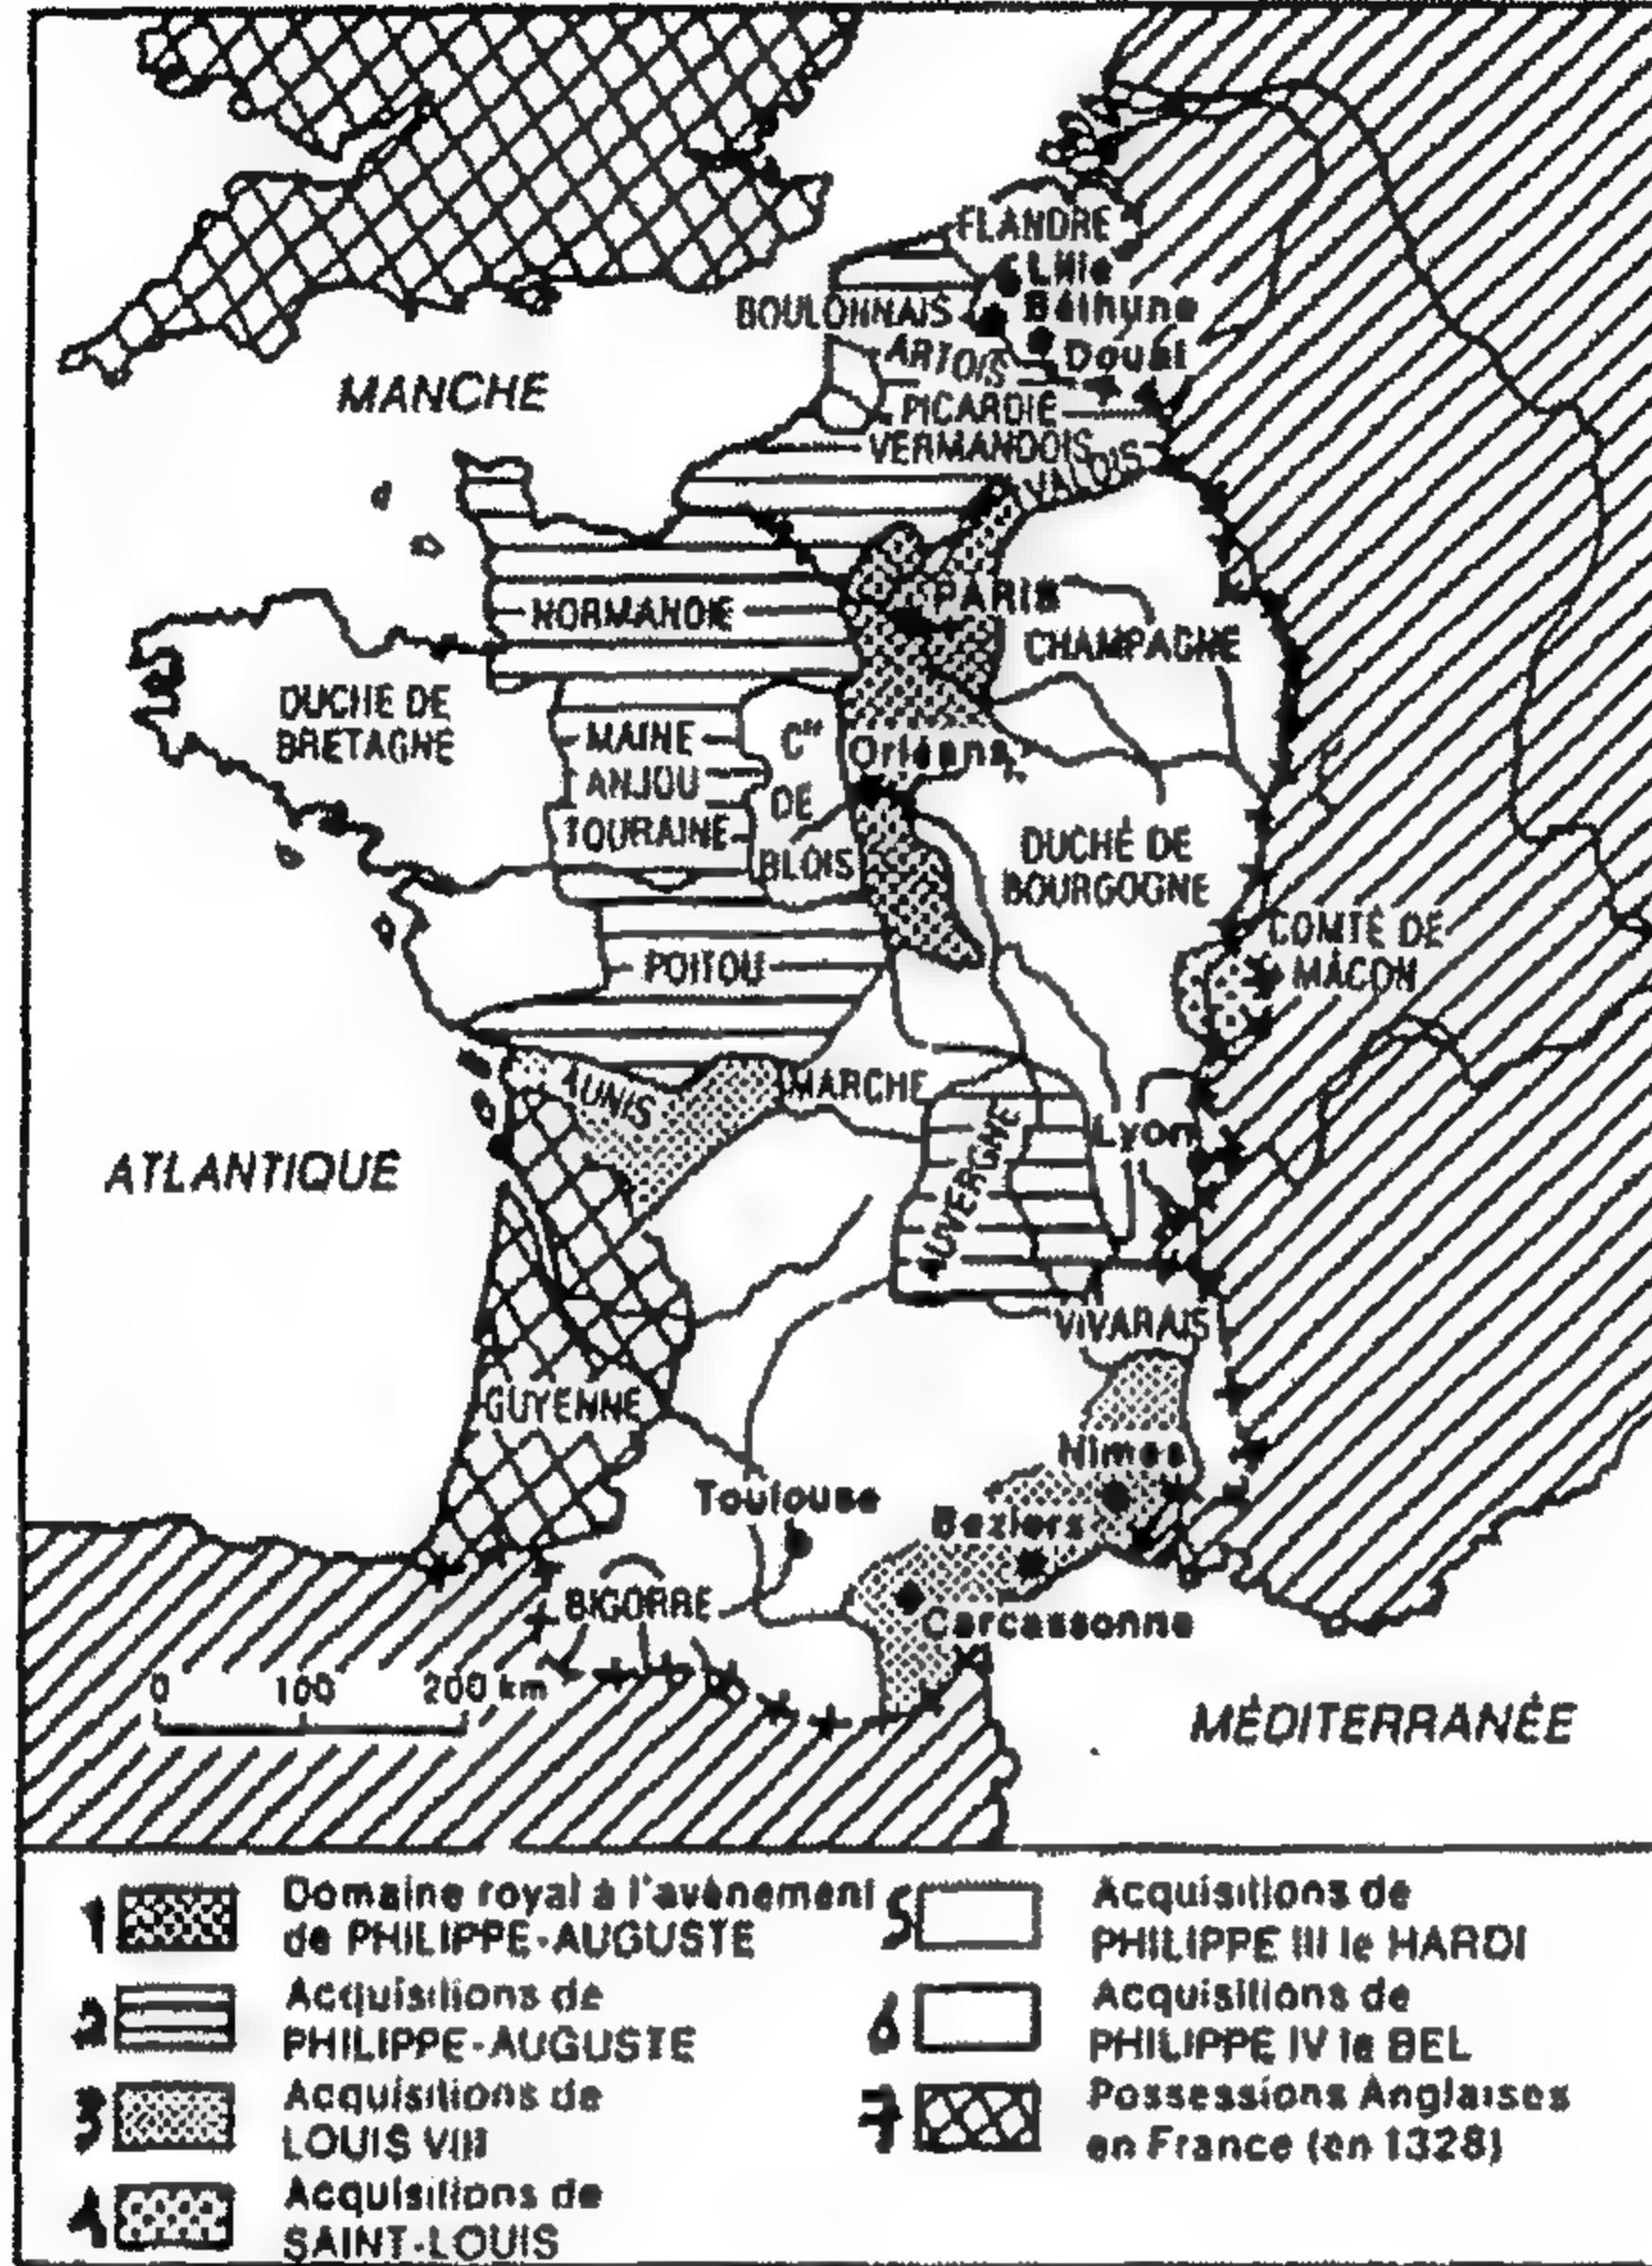 FLANDRE
Lille
BOULONNAIS
Béthune
ARTOIS
Douai
MANCHE
PICARDIE
VERMANDOIS
VALOIS
PARIS
NORMANDIE
CHAMPAGNE
DUCHE DE
BRETAGNE
MAINE
ANJOU
TOURAINE
DE
BLOIS
Orléans
DUCHÉ DE
BOURGOGNE
COMTÉ DE
MÂCON
POITOU
AUNIS
MARCHE
AUVERGNE
Lyon
ATLANTIQUE
VIVARAIS
GUYENNE
Nimes
Toulouse
Beziers
BIGORRE
Carcassonne
0 100 200 km
MÉDITERRANÉE
1 Domaine royal à l'avènement
de PHILIPPE-AUGUSTE
2 Acquisitions de
PHILIPPE-AUGUSTE
3 Acquisitions de
LOUIS VIII
4 Acquisitions de
SAINT-LOUIS
5 Acquisitions de
PHILIPPE III le HARDI
6 Acquisitions de
PHILIPPE IV le BEL
7 Possessions Anglaises
en France (en 1328)